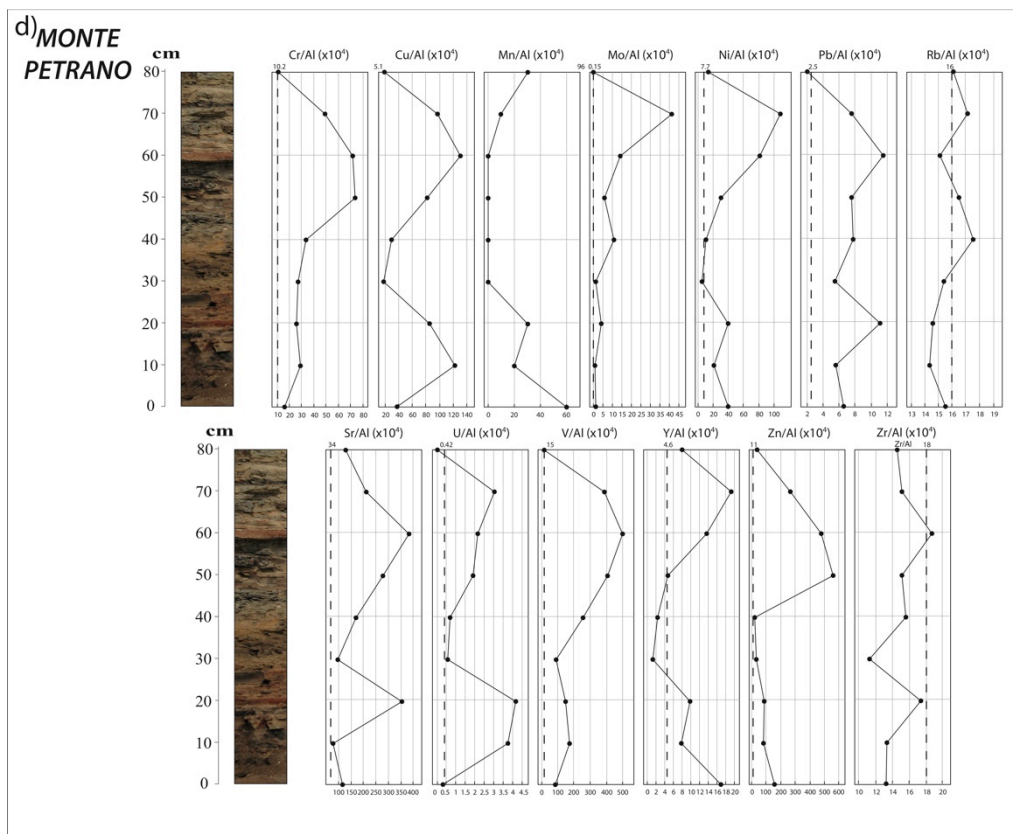 d) MONTE
PETRANO
cm
Cr/Al (x10⁴) Cu/Al (x10⁴) Mn/Al (x10⁴) Mo/Al (x10⁴) Ni/Al (x10⁴) Pb/Al (x10⁴) Rb/Al (x10⁴)
10.2 5.1 96 0.15 7.7 2.5 16
80
70
60
50
40
30
20
10
0
10 20 30 40 50 60 70 80 20 40 60 80 100 120 140 0 10 20 30 40 50 60 70 0 5 10 15 20 25 30 35 40 45 0 20 40 60 80 100 2 4 6 8 10 12 13 14 15 16 17 18 19
cm
Sr/Al (x10⁴) U/Al (x10⁴) V/Al (x10⁴) Y/Al (x10⁴) Zn/Al (x10⁴) Zr/Al (x10⁴)
34 0.42 15 4.6 11 Zr/Al 18
80
70
60
50
40
30
20
10
0
100 150 200 250 300 350 400 0 0.5 1 1.5 2 2.5 3 3.5 4 4.5 0 100 200 300 400 500 0 2 4 6 8 10 12 14 16 18 20 0 100 200 300 400 500 600 10 12 14 16 18 20